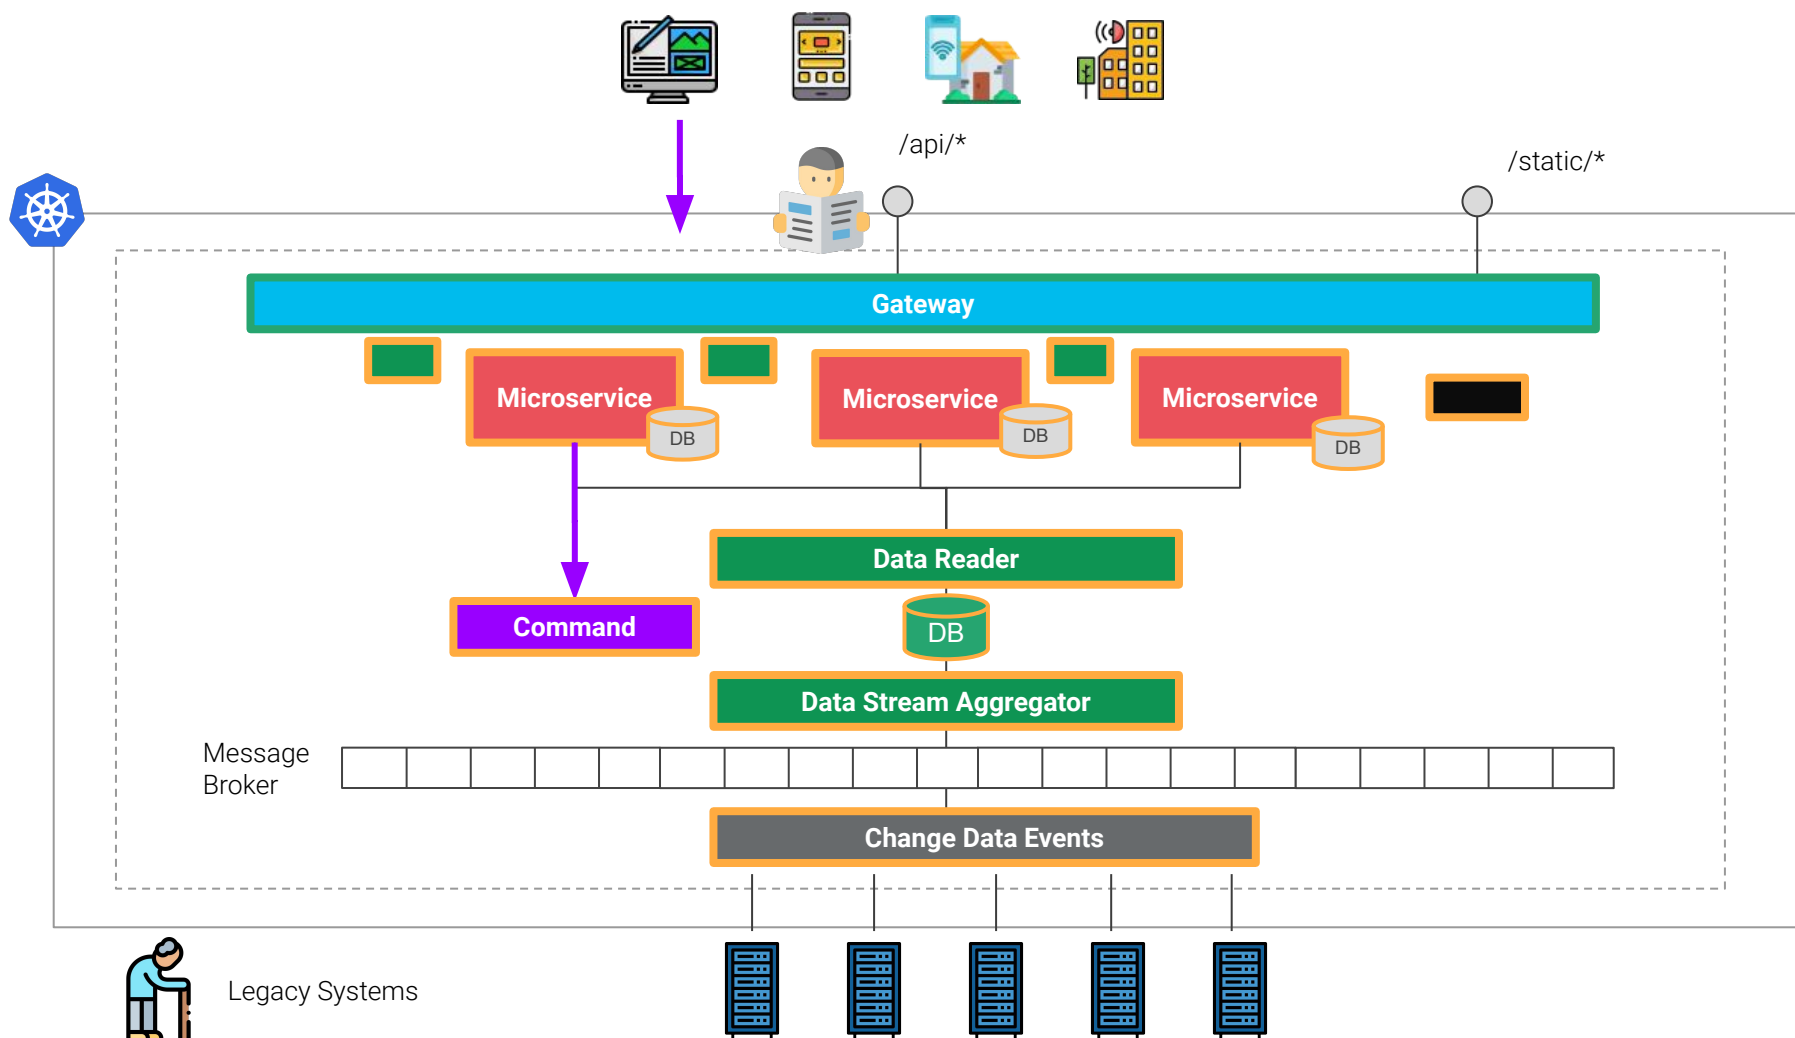 /api/*
/static/*
Gateway
Microservice
Microservice
Microservice
DB
DB
DB
Data Reader
Command
DB
Data Stream Aggregator
Message
Broker
Change Data Events
Legacy Systems